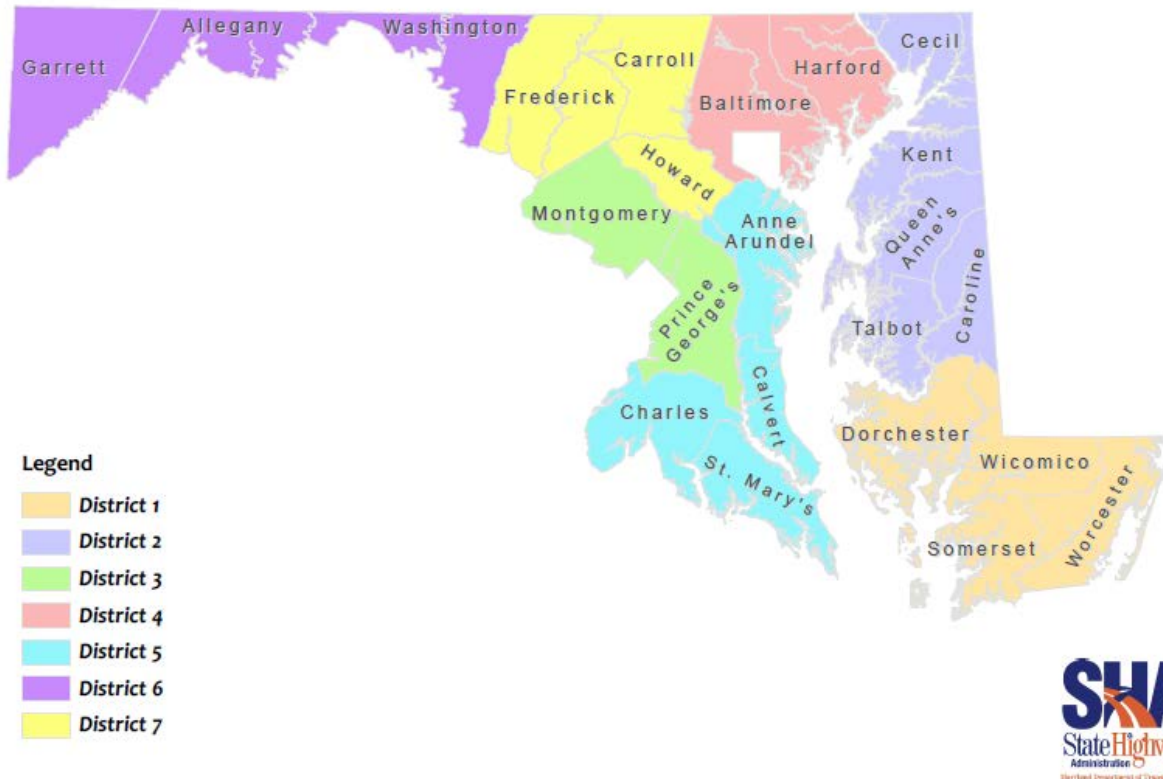 Garrett
Allegany
Washington
Frederick
Carroll
Baltimore
Harford
Cecil
Howard
Montgomery
Anne
Arundel
Prince
George's
Kent
Queen
Anne's
Talbot
Caroline
Charles
Calvert
St. Mary's
Dorchester
Wicomico
Somerset
Worcester
Legend
District 1
District 2
District 3
District 4
District 5
District 6
District 7
State
Administration